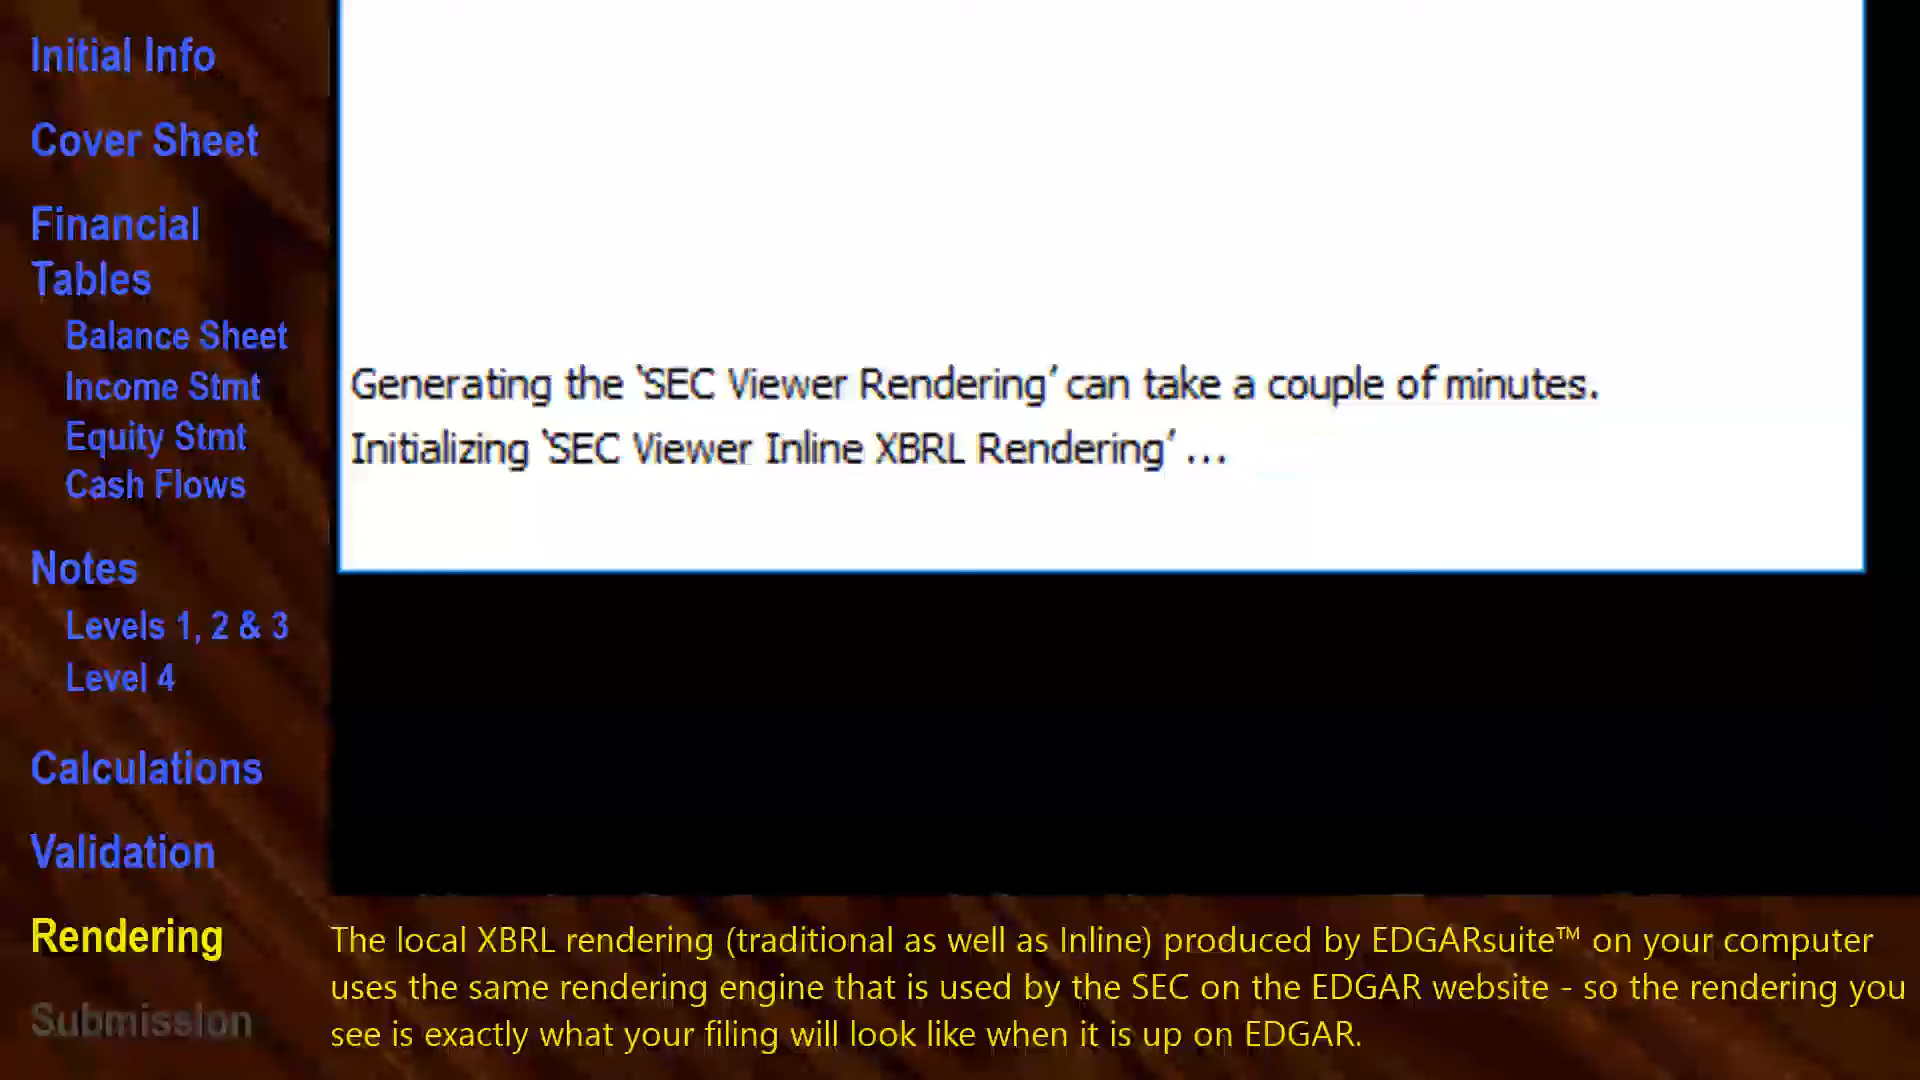 Initial Info
Cover Sheet
Financial
Tables
Balance Sheet
Income Stmt
Equity Stmt
Cash Flows
Notes
Levels 1, 2 & 3
Level 4
Calculations
Validation
Rendering
Submission
Generating the 'SEC Viewer Rendering' can take a couple of minutes.
Initializing 'SEC Viewer Inline XBRL Rendering' ...
The local XBRL rendering (traditional as well as Inline) produced by EDGARsuite™ on your computer
uses the same rendering engine that is used by the SEC on the EDGAR website - so the rendering you
see is exactly what your filing will look like when it is up on EDGAR.